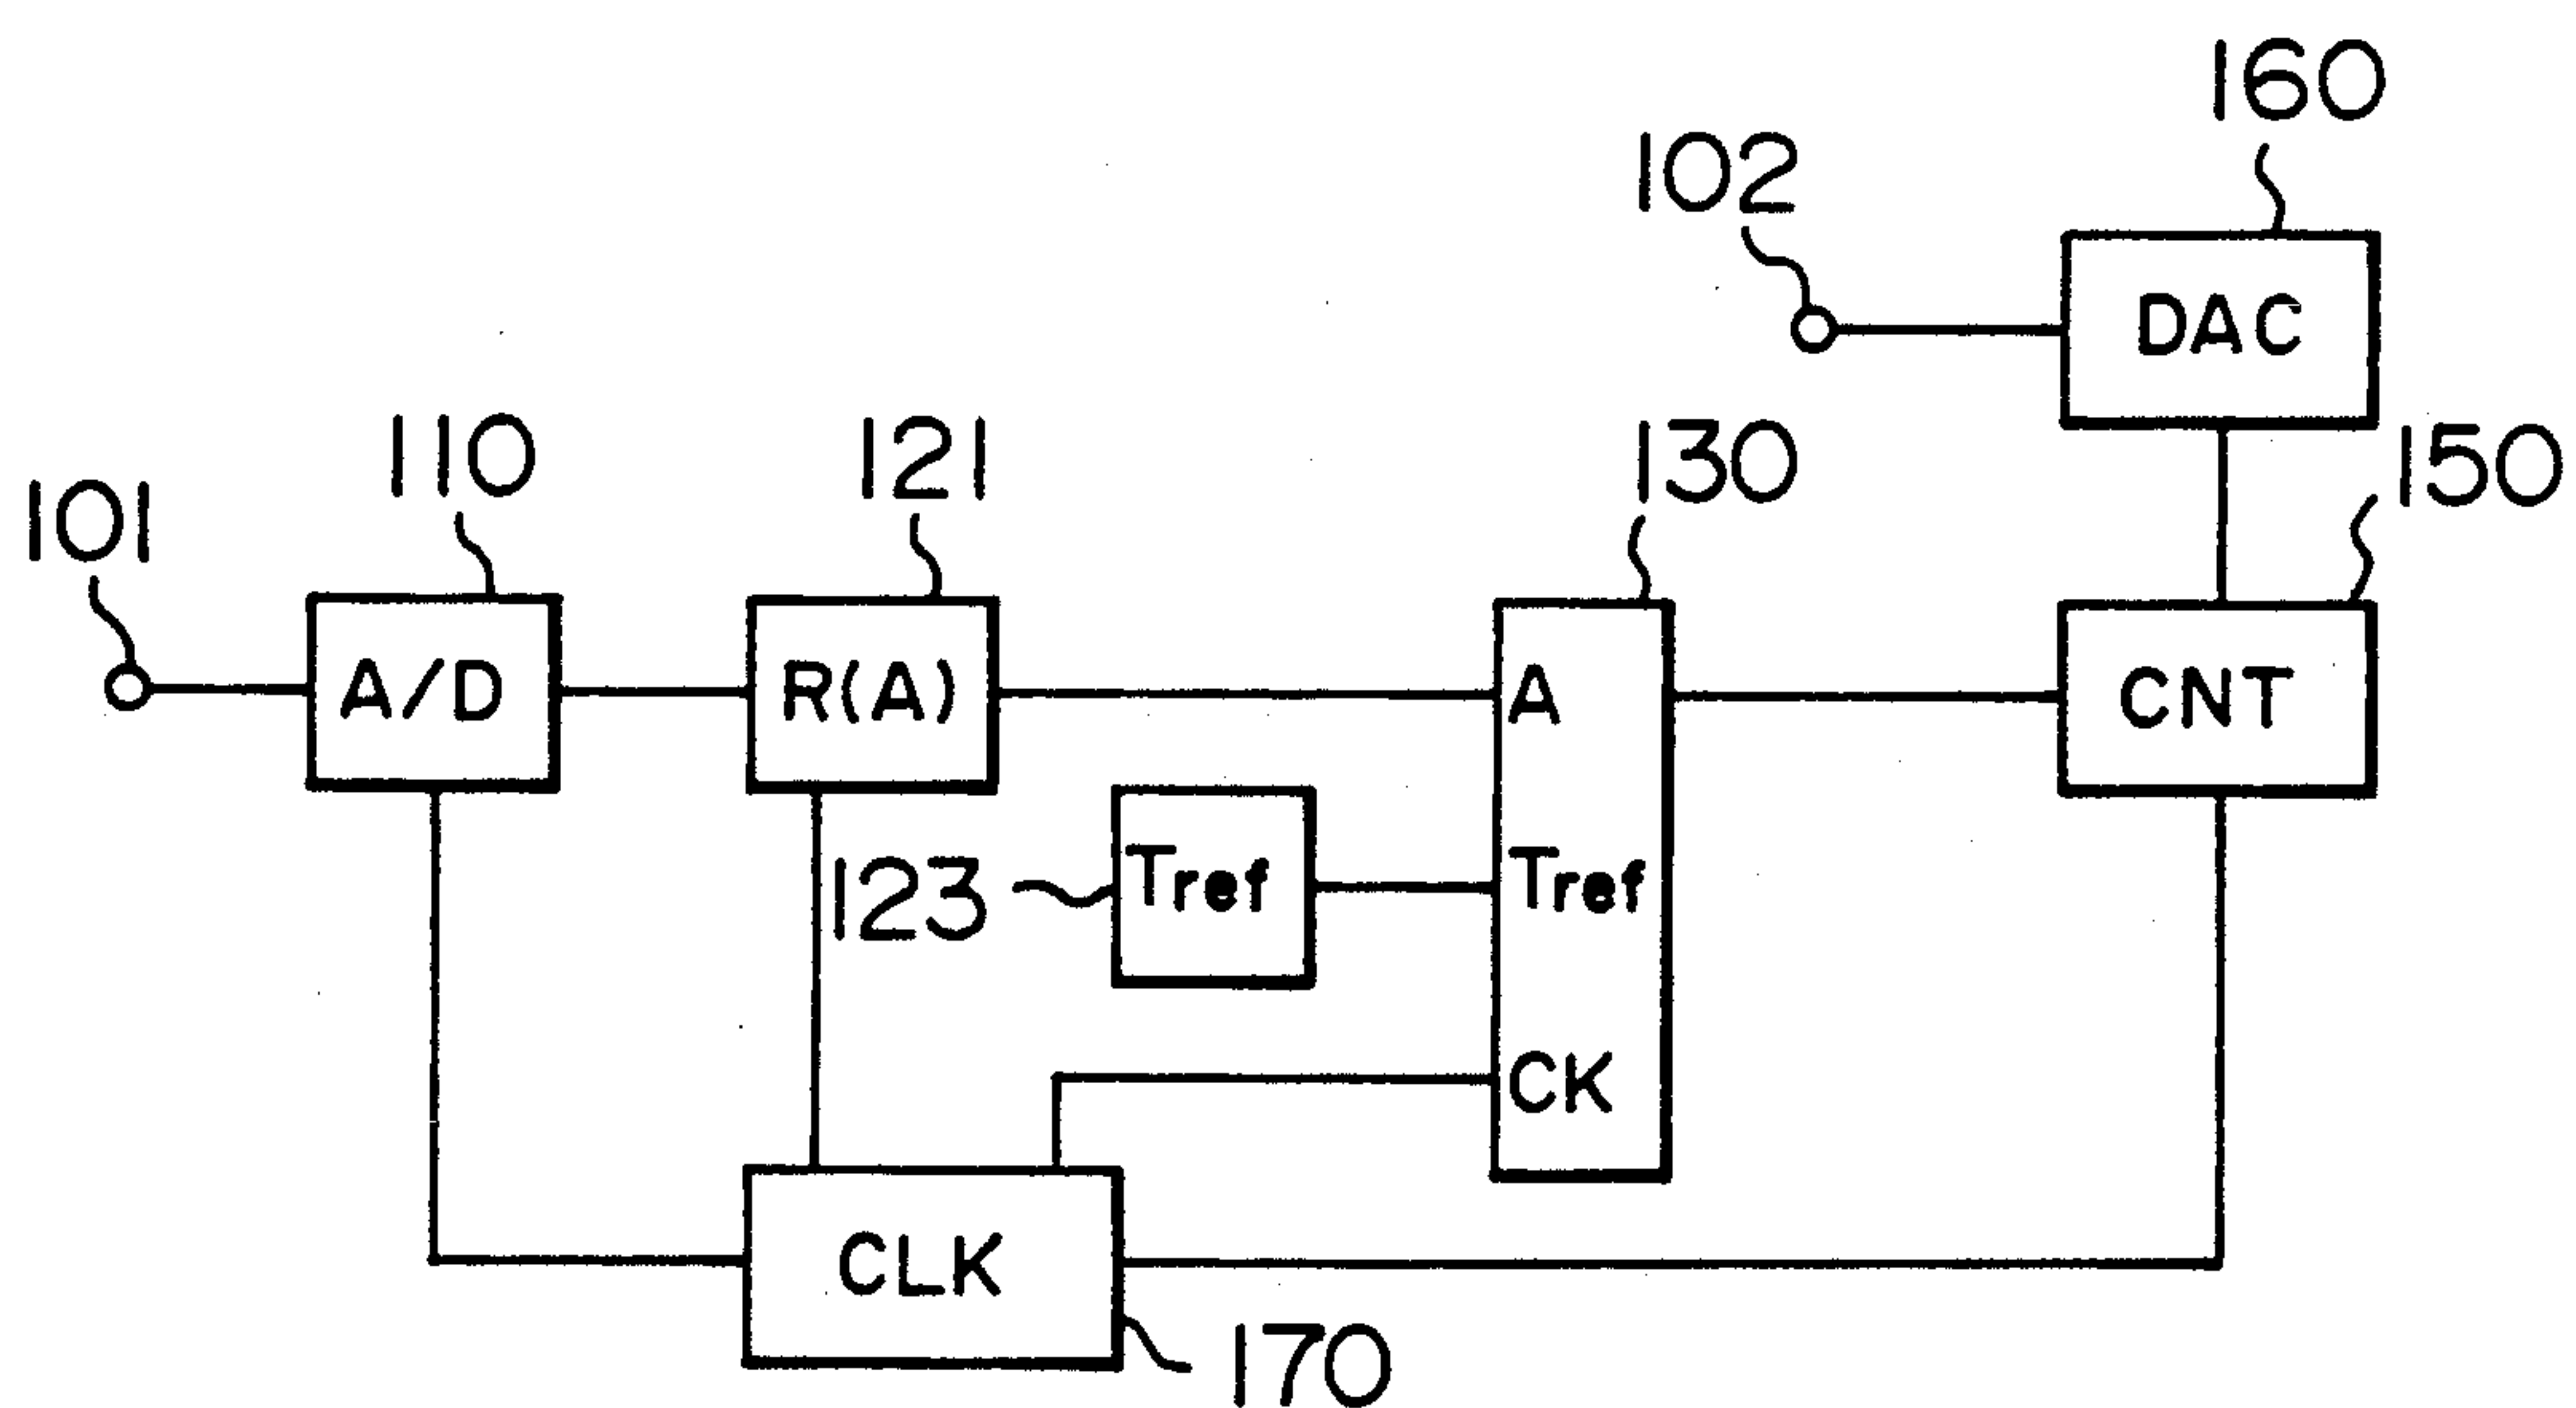 160
102
DAC
110
121
130
150
101
A/D
R(A)
A
CNT
123
Tref
Tref
CK
CLK
170